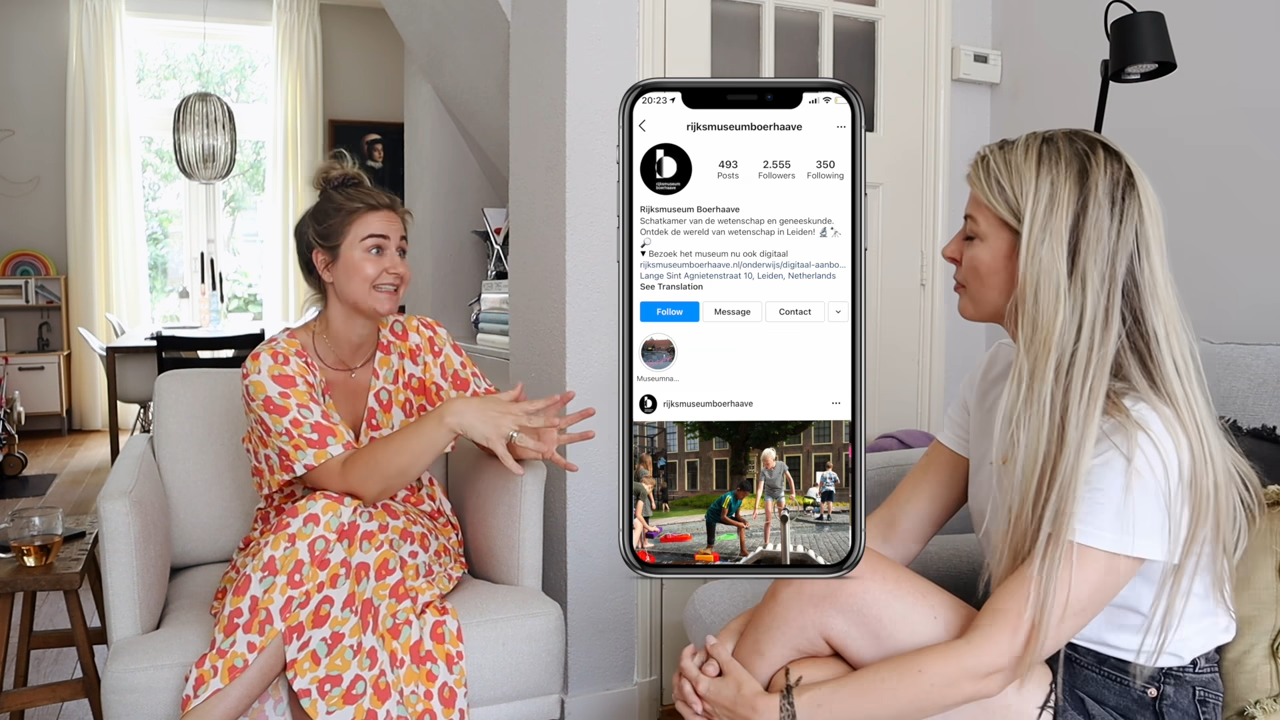 20:23
rijksmuseumboerhaave
rijksmuseum
Boerhaave
493 2.555 350
Posts Followers Following
Rijksmuseum Boerhaave
Schatkamer van de wetenschap en geneeskunde.
Ontdek de wereld van wetenschap in Leiden! 🔬🔭
🔎
▼ Bezoek het museum nu ook digitaal
rijksmuseumboerhaave.nl/onderwijs/digitaal-aanbo...
Lange Sint Agnietenstraat 10, Leiden, Netherlands
See Translation
Follow Message Contact
Museumna...
rijksmuseumboerhaave